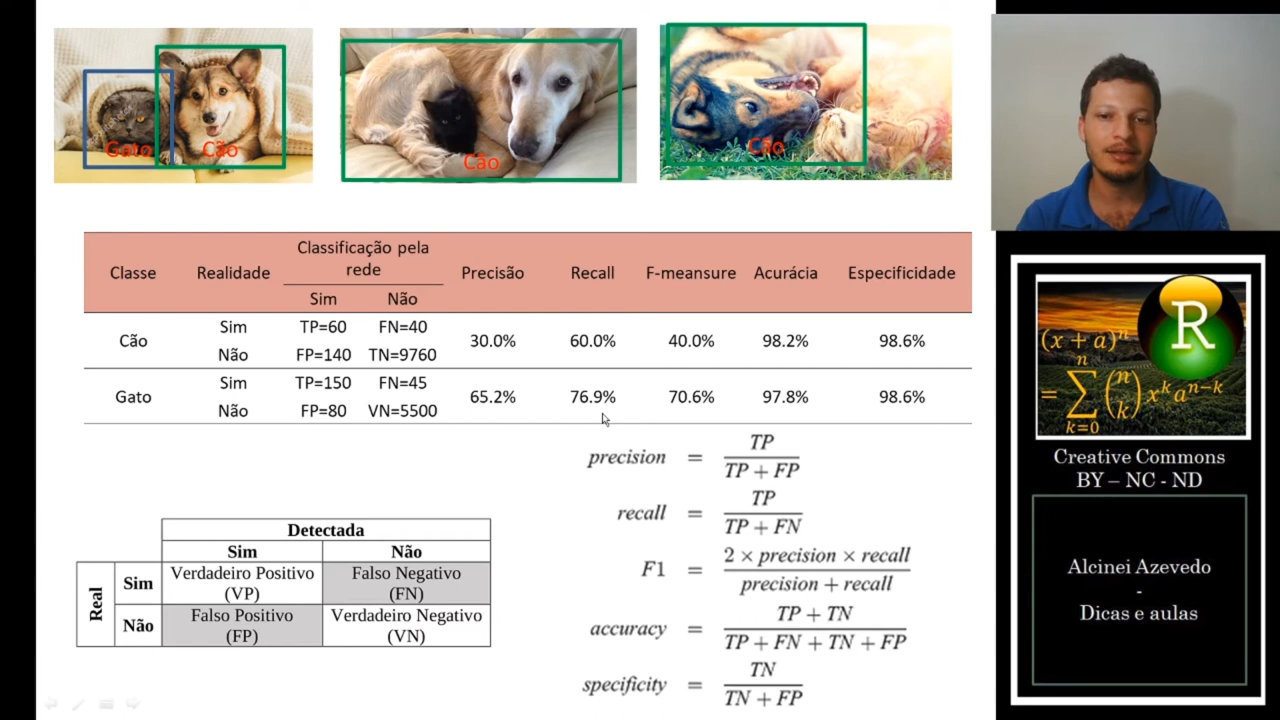 Gato
Cão
Cão
Cão
Classe
Realidade
Classificação pela
rede
Sim
Não
Precisão
Recall
F-meansure
Acurácia
Especificidade
Cão
Sim
TP=60
FN=40
Não
FP=140
TN=9760
30.0%
60.0%
40.0%
98.2%
98.6%
Gato
Sim
TP=150
FN=45
Não
FP=80
VN=5500
65.2%
76.9%
70.6%
97.8%
98.6%
precision = TP / TP + FP
recall = TP / TP + FN
F1 = 2 × precision × recall / precision + recall
accuracy = TP + TN / TP + FN + TN + FP
specificity = TN / TN + FP
Detectada
Sim
Não
Real
Sim
Verdadeiro Positivo
(VP)
Falso Negativo
(FN)
Não
Falso Positivo
(FP)
Verdadeiro Negativo
(VN)
R
(x + a)^n
= ∑ n k=0 (n k) x^k a^{n−k}
Creative Commons
BY – NC - ND
Alcinei Azevedo
-
Dicas e aulas